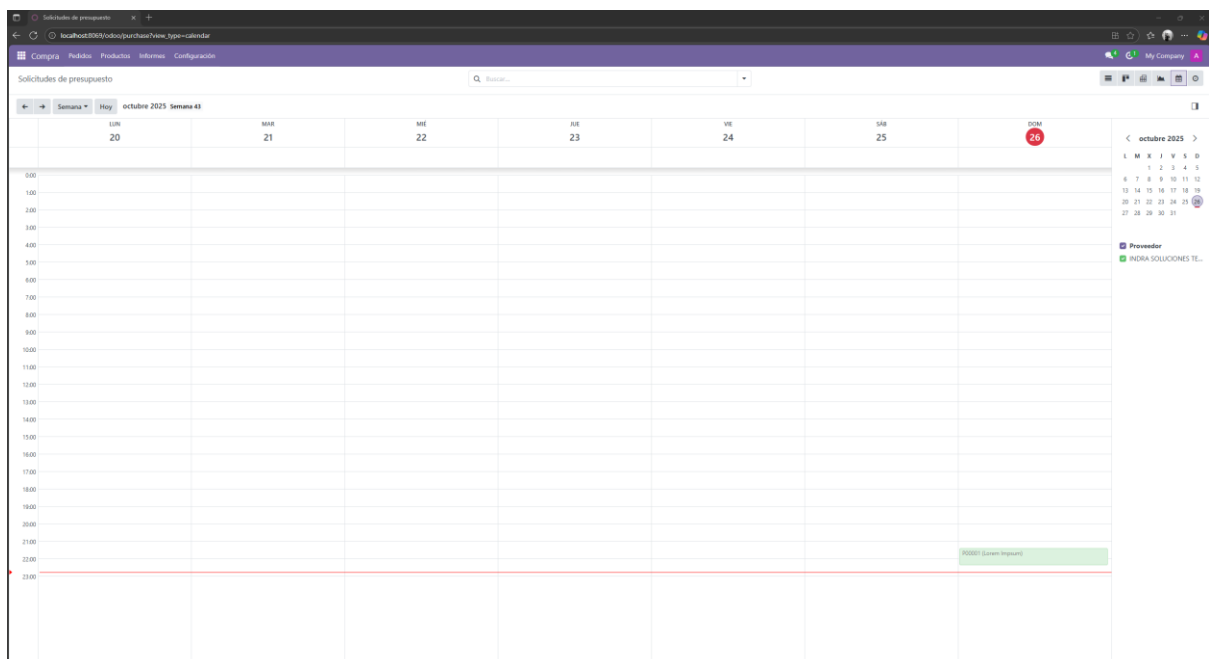 Solicitudes de presupuesto
localhost:8069/odoo/purchase?view_type=calendar
Compra Pedidos Productos Informes Configuración
My Company A
Solicitudes de presupuesto
Buscar...
Semana Hoy octubre 2025 Semana 43
LUN MAR MIÉ JUE VIE SÁB DOM
20 21 22 23 24 25 26
0:00
1:00
2:00
3:00
4:00
5:00
6:00
7:00
8:00
9:00
10:00
11:00
12:00
13:00
14:00
15:00
16:00
17:00
18:00
19:00
20:00
21:00
22:00
23:00
P00001 (Lorem Impsum)
octubre 2025
L M X J V S D
1 2 3 4 5
6 7 8 9 10 11 12
13 14 15 16 17 18 19
20 21 22 23 24 25 26
27 28 29 30 31
Proveedor
INDRA SOLUCIONES TE...